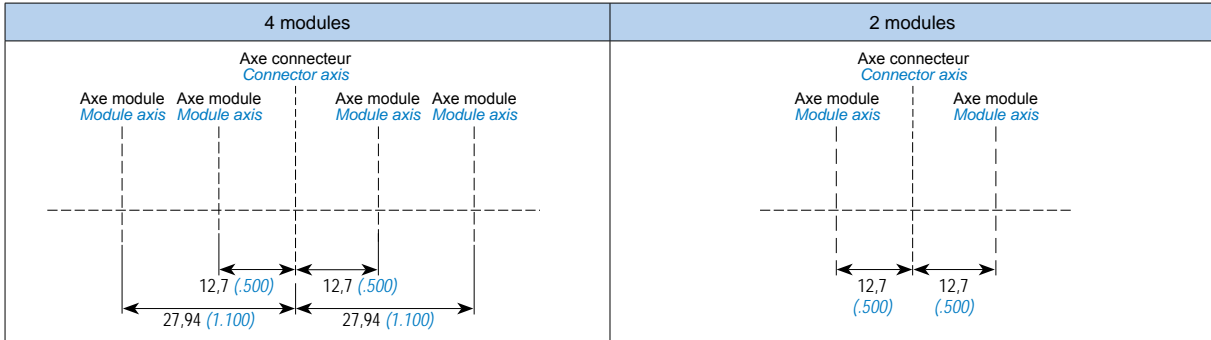 4 modules
2 modules
Axe connecteur
Connector axis
Axe module
Module axis
Axe module
Module axis
Axe module
Module axis
Axe module
Module axis
12,7 (.500)
12,7 (.500)
27,94 (1.100)
27,94 (1.100)
Axe connecteur
Connector axis
Axe module
Module axis
Axe module
Module axis
12,7
(.500)
12,7
(.500)